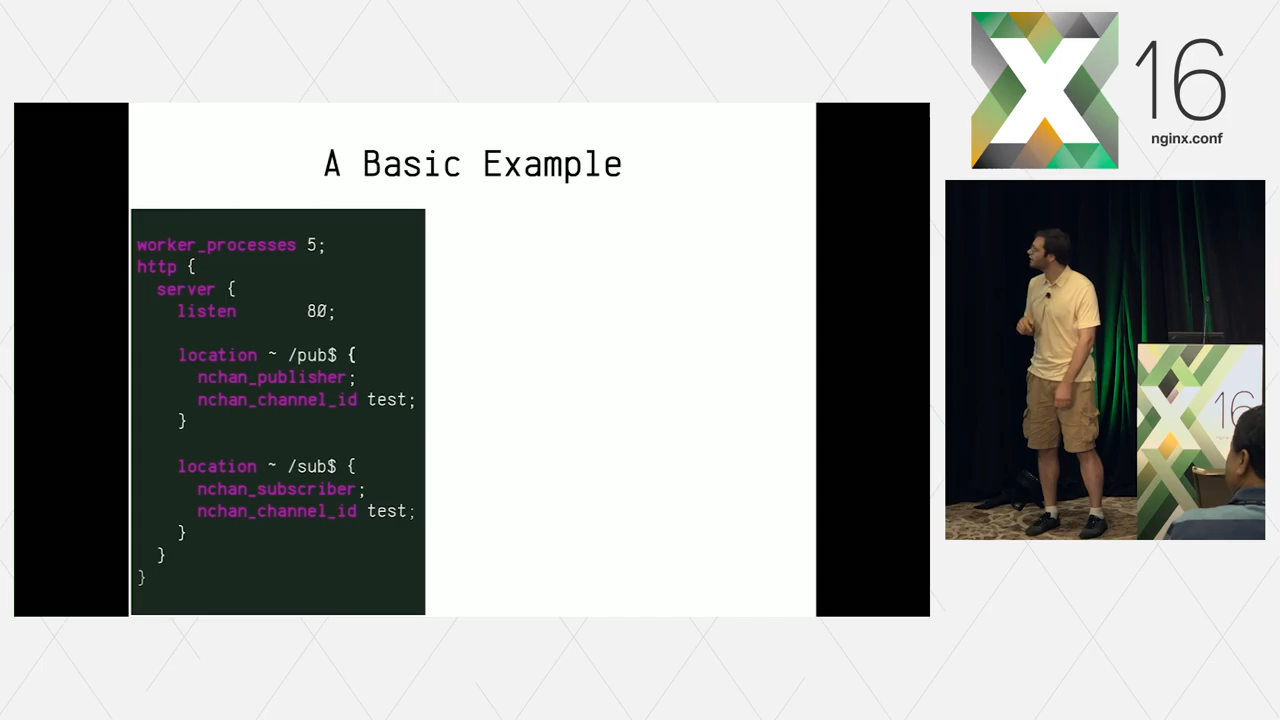 A Basic Example
worker_processes 5;
http {
server {
listen 80;
location ~ /pub$ {
nchan_publisher;
nchan_channel_id test;
}
location ~ /sub$ {
nchan_subscriber;
nchan_channel_id test;
}
}
}
X
16
nginx.conf
16